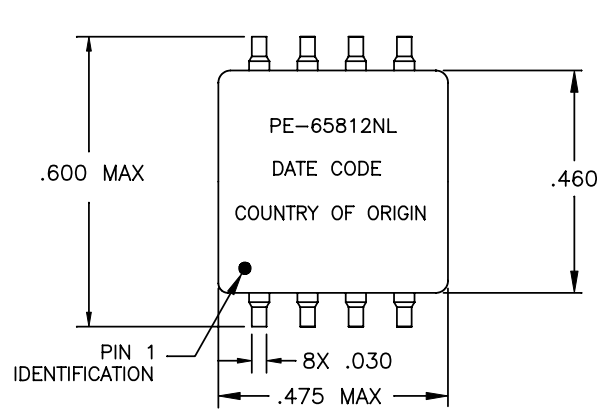 PE-65812NL
.600 MAX
DATE CODE
.460
COUNTRY OF ORIGIN
PIN 1
IDENTIFICATION
8X .030
.475 MAX